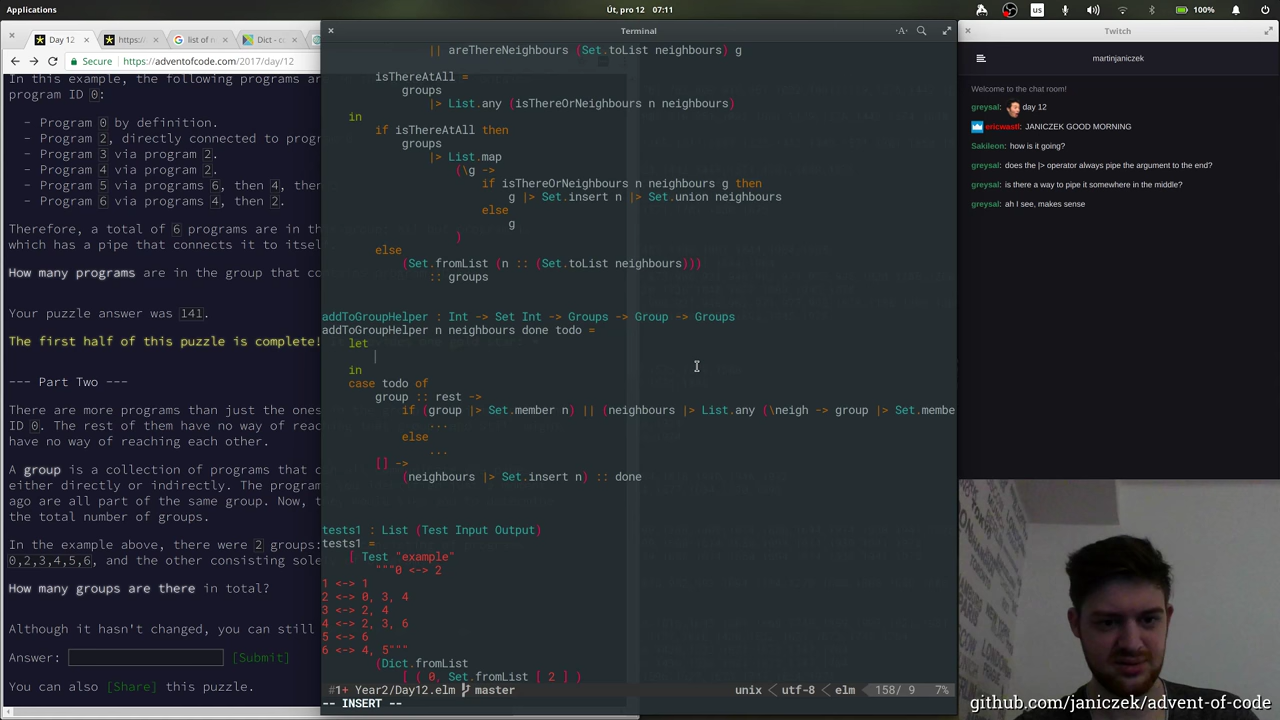 Applications
Út, pro 12 07:11
us
100%
Day 12
https:/
list of n
Dict - co
Secure
https://adventofcode.com/2017/day/12
In this example, the following programs are
program ID 0:
- Program 0 by definition.
- Program 2, directly connected to progr
- Program 3 via program 2.
- Program 4 via program 2.
- Program 5 via programs 6, then 4, then
- Program 6 via programs 4, then 2.
Therefore, a total of 6 programs are in th
which has a pipe that connects it to itsel
How many programs are in the group that co
Your puzzle answer was 141.
The first half of this puzzle is complete!
--- Part Two ---
There are more programs than just the ones
ID 0. The rest of them have no way of reac
have no way of reaching each other.
A group is a collection of programs that c
either directly or indirectly. The program
ago are all part of the same group. Now,
the total number of groups.
In the example above, there were 2 groups:
0,2,3,4,5,6, and the other consisting sole
How many groups are there in total?
Although it hasn't changed, you can still
Answer:
[Submit]
You can also [Share] this puzzle.
Terminal
|| areThereNeighbours (Set.toList neighbours) g
isThereAtAll =
groups
|> List.any (isThereOrNeighbours n neighbours)
in
if isThereAtAll then
groups
|> List.map
(\g ->
if isThereOrNeighbours n neighbours g then
g |> Set.insert n |> Set.union neighbours
else
g
)
else
(Set.fromList (n :: (Set.toList neighbours)))
:: groups
addToGroupHelper : Int -> Set Int -> Groups -> Group -> Groups
addToGroupHelper n neighbours done todo =
let
in
case todo of
group :: rest ->
if (group |> Set.member n) || (neighbours |> List.any (\neigh -> group |> Set.membe
...
else
...
[] ->
(neighbours |> Set.insert n) :: done
tests1 : List (Test Input Output)
tests1 =
[ Test "example"
"""0 <-> 2
1 <-> 1
2 <-> 0, 3, 4
3 <-> 2, 4
4 <-> 2, 3, 6
5 <-> 6
6 <-> 4, 5"""
(Dict.fromList
[ ( 0, Set.fromList [ 2 ] )
#1+ Year2/Day12.elm master
unix
utf-8
elm
158/ 9
7%
-- INSERT --
Twitch
martinjaniczek
Welcome to the chat room!
greysal: day 12
ericwastl: JANICZEK GOOD MORNING
Sakileon: how is it going?
greysal: does the |> operator always pipe the argument to the end?
greysal: is there a way to pipe it somewhere in the middle?
greysal: ah I see, makes sense
github.com/janiczek/advent-of-code